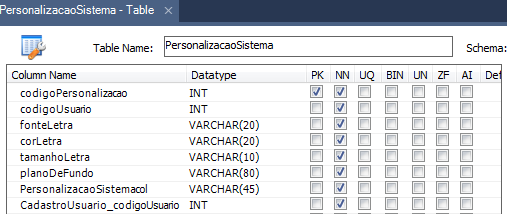 PersonalizacaoSistema - Table
Table Name: PersonalizacaoSistema Schema:
Column Name Datatype PK NN UQ BIN UN ZF AI Def
codigoPersonalizacao INT
codigoUsuario INT
fonteLetra VARCHAR(20)
corLetra VARCHAR(20)
tamanhoLetra VARCHAR(10)
planoDeFundo VARCHAR(80)
PersonalizacaoSistemacol VARCHAR(45)
CadastroUsuario_codigoUsuario INT